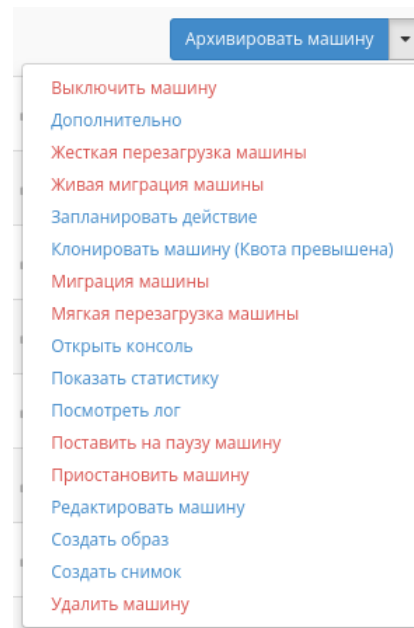 Архивировать машину
Выключить машину
Дополнительно
Жесткая перезагрузка машины
Живая миграция машины
Запланировать действие
Клонировать машину (Квота превышена)
Миграция машины
Мягкая перезагрузка машины
Открыть консоль
Показать статистику
Посмотреть лог
Поставить на паузу машину
Приостановить машину
Редактировать машину
Создать образ
Создать снимок
Удалить машину